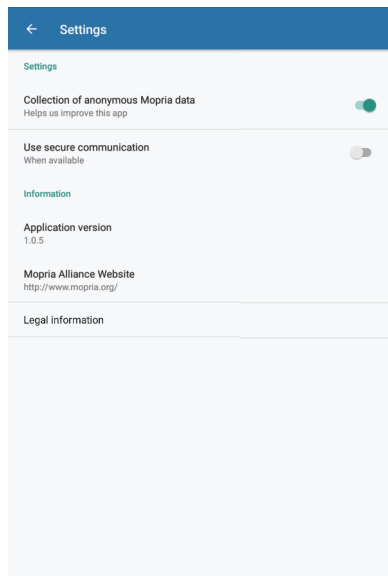 Settings
Settings
Collection of anonymous Mopria data
Helps us improve this app
Use secure communication
When available
Information
Application version
1.0.5
Mopria Alliance Website
http://www.mopria.org/
Legal information